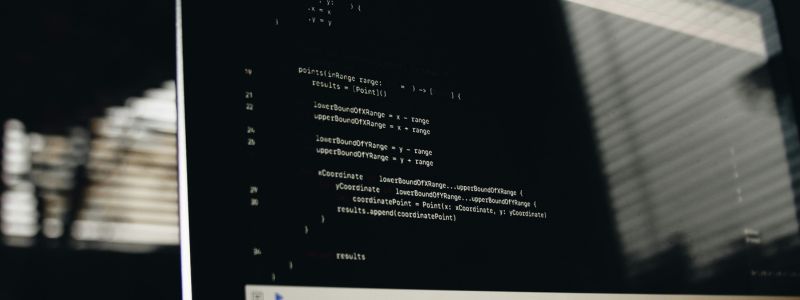 , y: ) {
.x = x
.y = y
}
19 points(inRange range: = ) -> [ ] {
results = [Point]()
21
22 lowerBoundOfXRange = x - range
upperBoundOfXRange = x + range
24
25 lowerBoundOfYRange = y - range
upperBoundOfYRange = y + range
xCoordinate lowerBoundOfXRange...upperBoundOfXRange {
29 yCoordinate lowerBoundOfYRange...upperBoundOfYRange {
30 coordinatePoint = Point(x: xCoordinate, y: yCoordinate)
results.append(coordinatePoint)
}
}
34 results
}
}